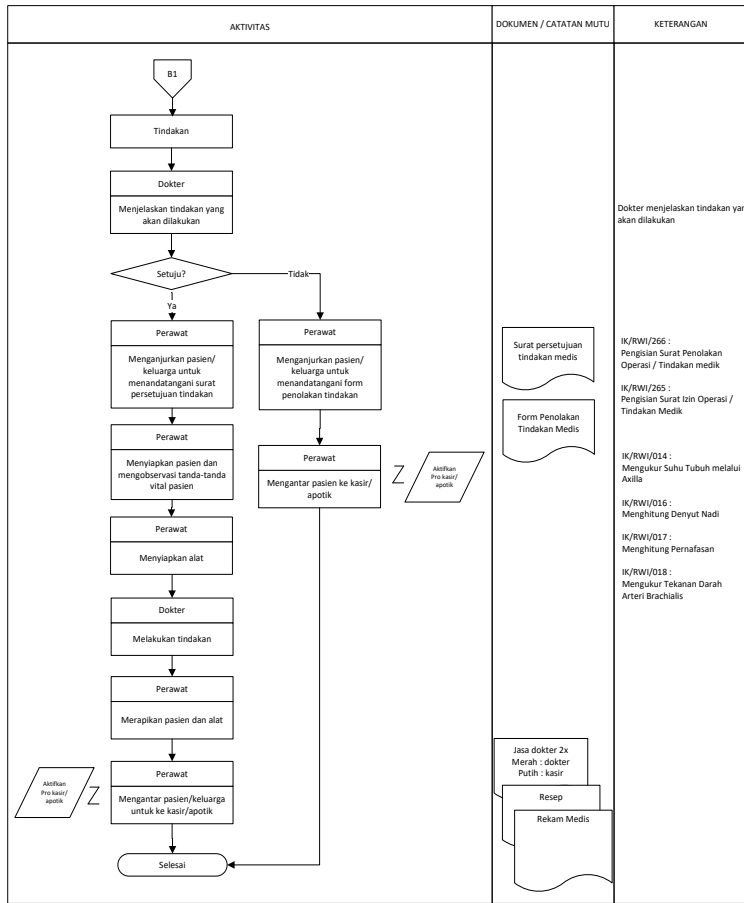 AKTIVITAS
DOKUMEN / CATATAN MUTU
KETERANGAN
B1
Tindakan
Dokter
Menjelaskan tindakan yang
akan dilakukan
Dokter menjelaskan tindakan yan
akan dilakukan
Setuju?
Tidak
Ya
Perawat
Menganjurkan pasien/
keluarga untuk
menandatangani surat
persetujuan tindakan
Perawat
Menganjurkan pasien/
keluarga untuk
menandatangani form
penolakan tindakan
Surat persetujuan
tindakan medis
IK/RWI/266 :
Pengisian Surat Penolakan
Operasi / Tindakan medik
IK/RWI/265 :
Pengisian Surat Izin Operasi /
Tindakan Medik
Form Penolakan
Tindakan Medis
Perawat
Menyiapkan pasien dan
mengobservasi tanda-tanda
vital pasien
Perawat
Mengantar pasien ke kasir/
apotik
Aktifkan
Pro kasir/
apotik
IK/RWI/014 :
Mengukur Suhu Tubuh melalui
Axilla
IK/RWI/016 :
Menghitung Denyut Nadi
IK/RWI/017 :
Menghitung Pernafasan
IK/RWI/018 :
Mengukur Tekanan Darah
Arteri Brachialis
Perawat
Menyiapkan alat
Dokter
Melakukan tindakan
Perawat
Merapikan pasien dan alat
Perawat
Mengantar pasien/keluarga
untuk ke kasir/apotik
Aktifkan
Pro kasir/
apotik
Jasa dokter 2x
Merah : dokter
Putih : kasir
Resep
Rekam Medis
Selesai